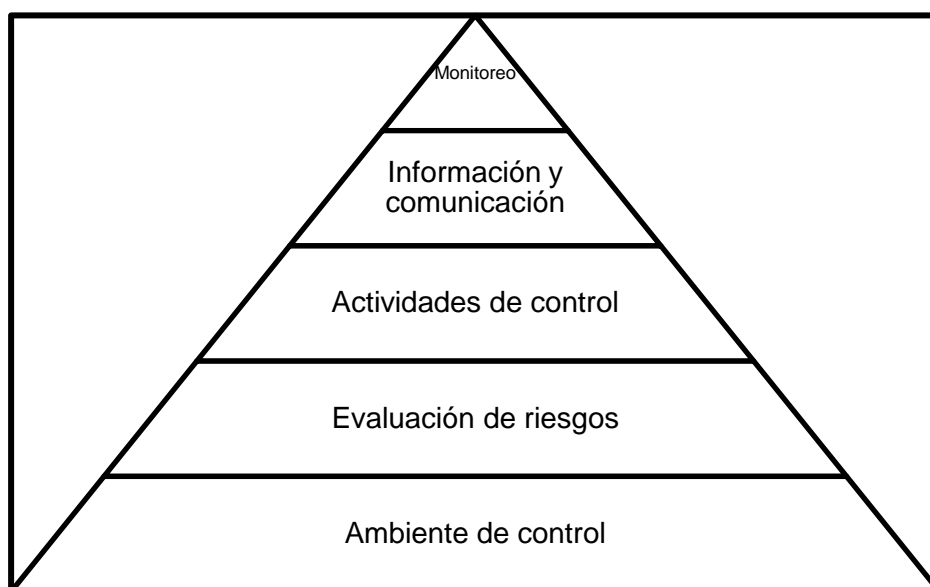 Monitoreo
Información y
comunicación
Actividades de control
Evaluación de riesgos
Ambiente de control